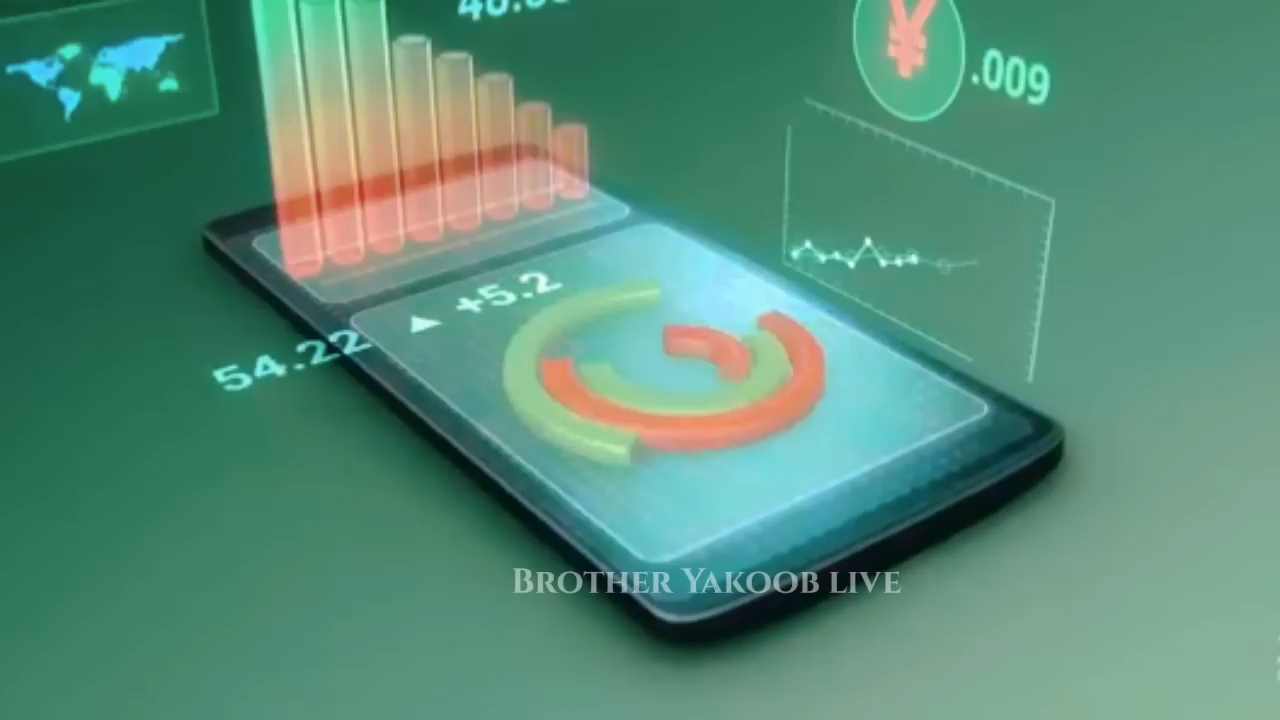 ¥
.009
▲ +5.2
54.22
BROTHER YAKOOB LIVE